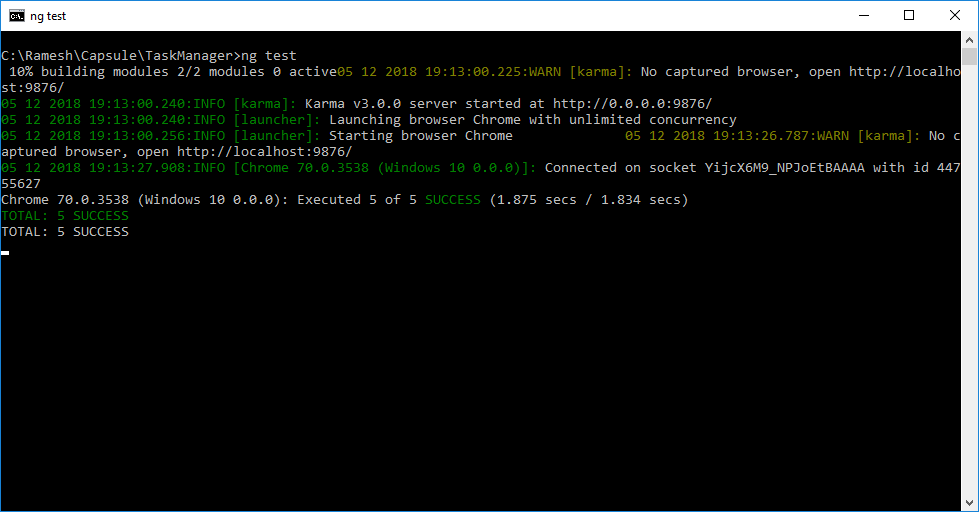 ng test
C:\Ramesh\Capsule\TaskManager>ng test
10% building modules 2/2 modules 0 active05 12 2018 19:13:00.225:WARN [karma]: No captured browser, open http://localho
st:9876/
05 12 2018 19:13:00.240:INFO [karma]: Karma v3.0.0 server started at http://0.0.0.0:9876/
05 12 2018 19:13:00.240:INFO [launcher]: Launching browser Chrome with unlimited concurrency
05 12 2018 19:13:00.256:INFO [launcher]: Starting browser Chrome 05 12 2018 19:13:26.787:WARN [karma]: No c
aptured browser, open http://localhost:9876/
05 12 2018 19:13:27.908:INFO [Chrome 70.0.3538 (Windows 10 0.0.0)]: Connected on socket YijcX6M9_NPJoEtBAAAA with id 447
55627
Chrome 70.0.3538 (Windows 10 0.0.0): Executed 5 of 5 SUCCESS (1.875 secs / 1.834 secs)
TOTAL: 5 SUCCESS
TOTAL: 5 SUCCESS